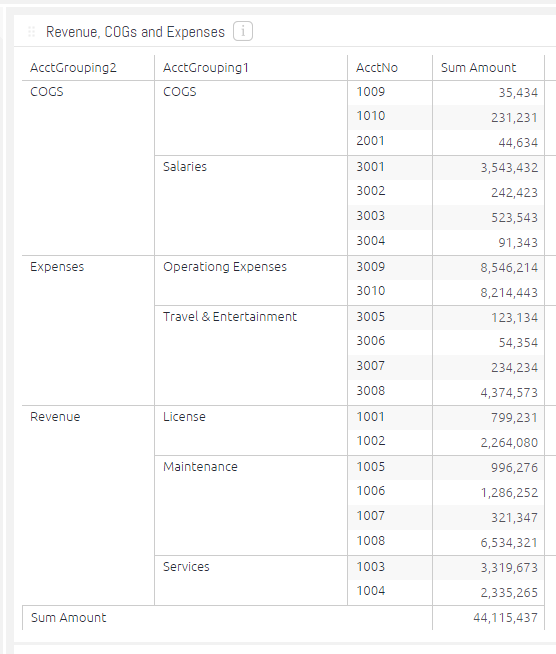 Revenue, COGs and Expenses i
AcctGrouping2 AcctGrouping1 AcctNo Sum Amount
COGS COGS 1009 35,434
1010 231,231
2001 44,634
Salaries 3001 3,543,432
3002 242,423
3003 523,543
3004 91,343
Expenses Operationg Expenses 3009 8,546,214
3010 8,214,443
Travel & Entertainment 3005 123,134
3006 54,354
3007 234,234
3008 4,374,573
Revenue License 1001 799,231
1002 2,264,080
Maintenance 1005 996,276
1006 1,286,252
1007 321,347
1008 6,534,321
Services 1003 3,319,673
1004 2,335,265
Sum Amount 44,115,437